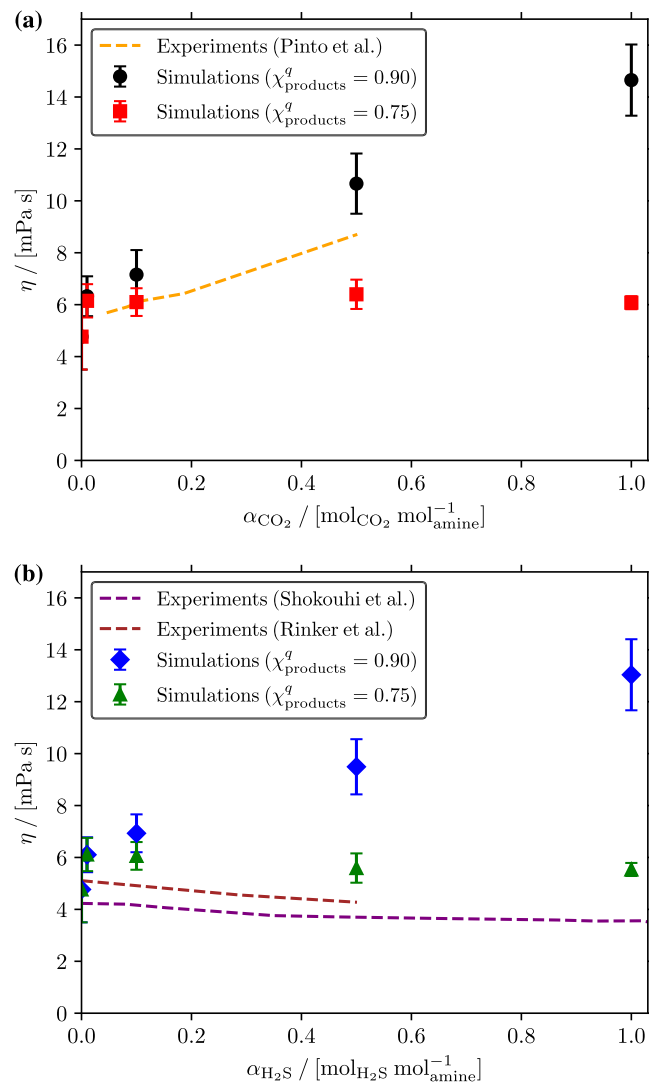 (a)
16
14
12
10
8
6
4
2
0
η / [mPa s]
Experiments (Pinto et al.)
Simulations (χ^q_products = 0.90)
Simulations (χ^q_products = 0.75)
0.0 0.2 0.4 0.6 0.8 1.0
α_CO₂ / [mol_CO₂ mol⁻¹_amine]
(b)
16
14
12
10
8
6
4
2
0
η / [mPa s]
Experiments (Shokouhi et al.)
Experiments (Rinker et al.)
Simulations (χ^q_products = 0.90)
Simulations (χ^q_products = 0.75)
0.0 0.2 0.4 0.6 0.8 1.0
α_H₂S / [mol_H₂S mol⁻¹_amine]